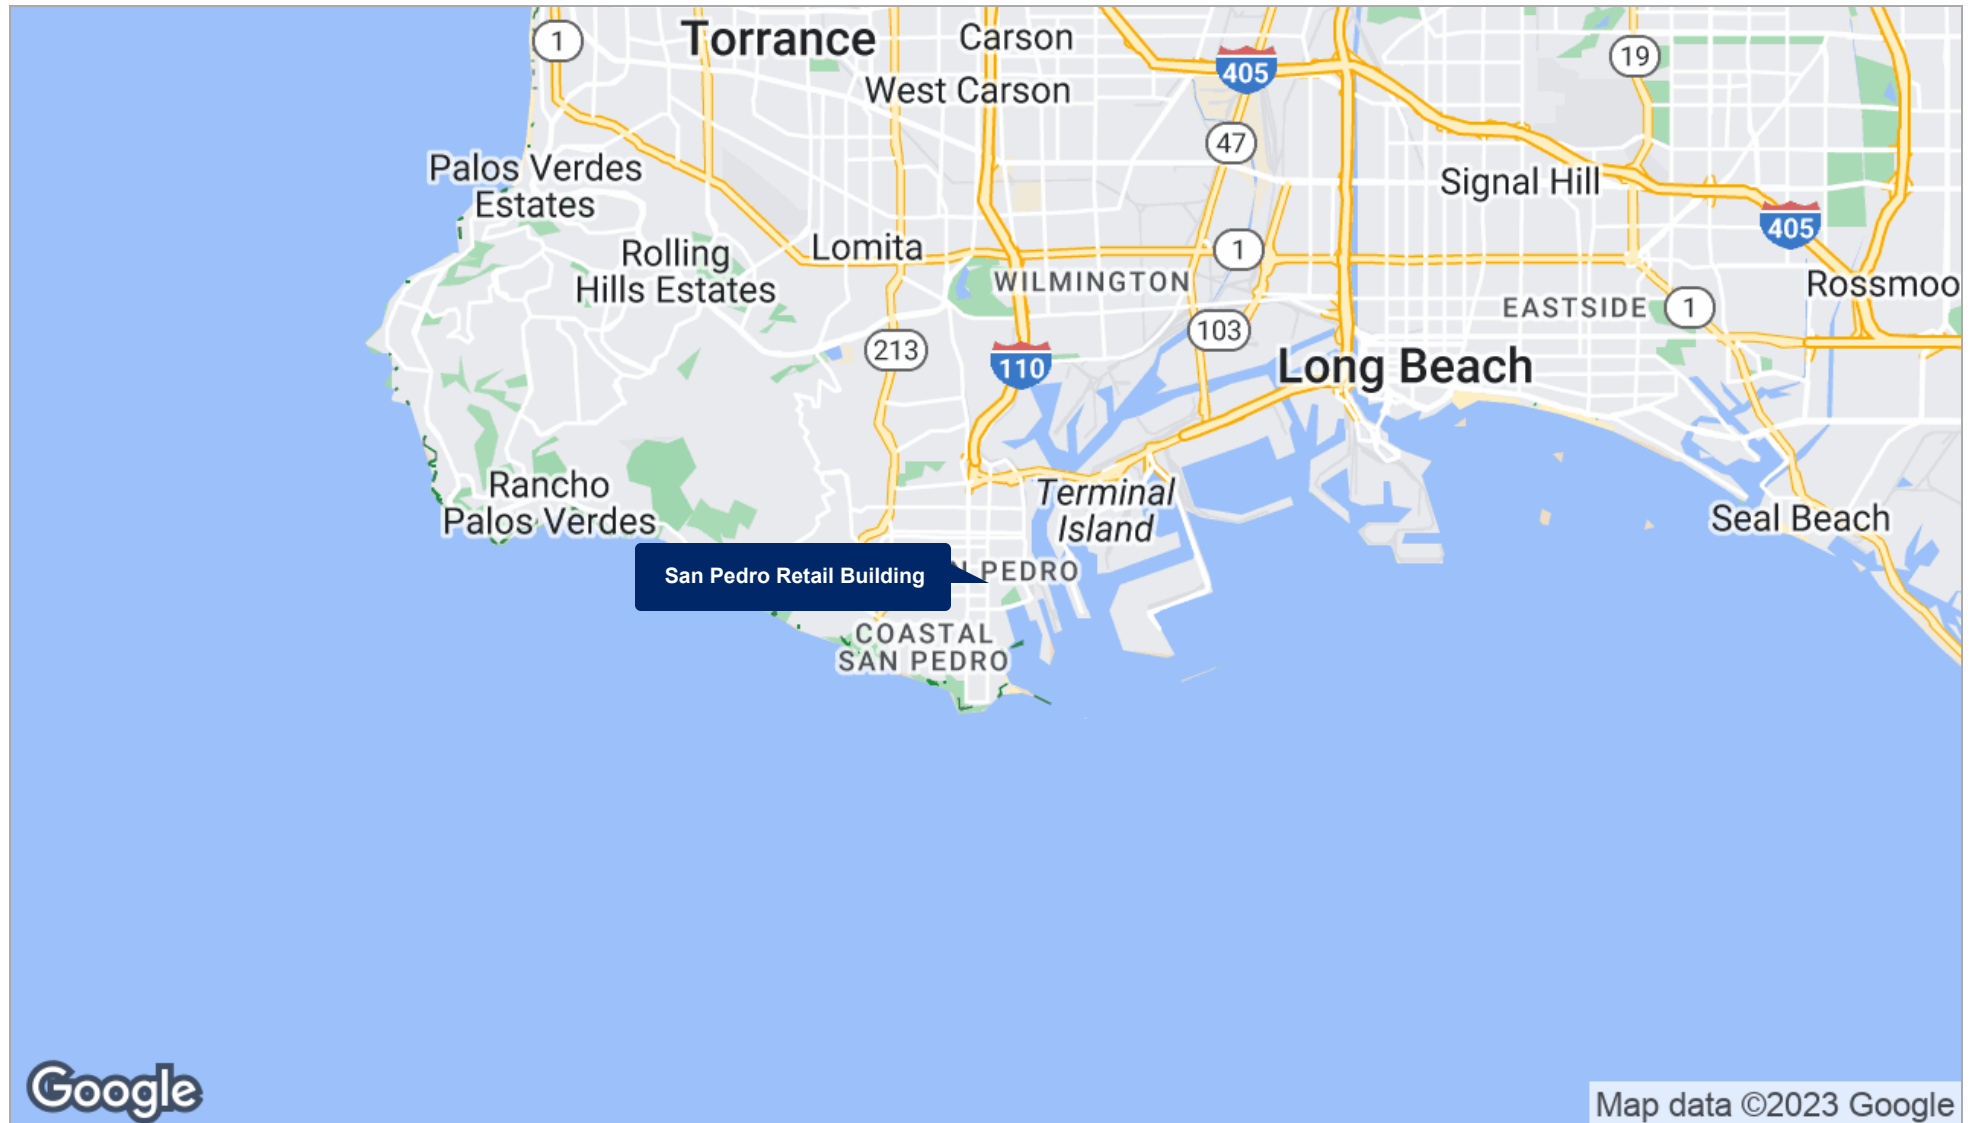 Torrance
Carson
1
405
19
West Carson
47
Palos Verdes
Estates
Signal Hill
405
Rolling
Hills Estates
Lomita
1
WILMINGTON
Rossmoo
EASTSIDE
1
103
213
110
Long Beach
Rancho
Palos Verdes
Terminal
Island
Seal Beach
San Pedro Retail Building
N PEDRO
COASTAL
SAN PEDRO
Google
Map data ©2023 Google